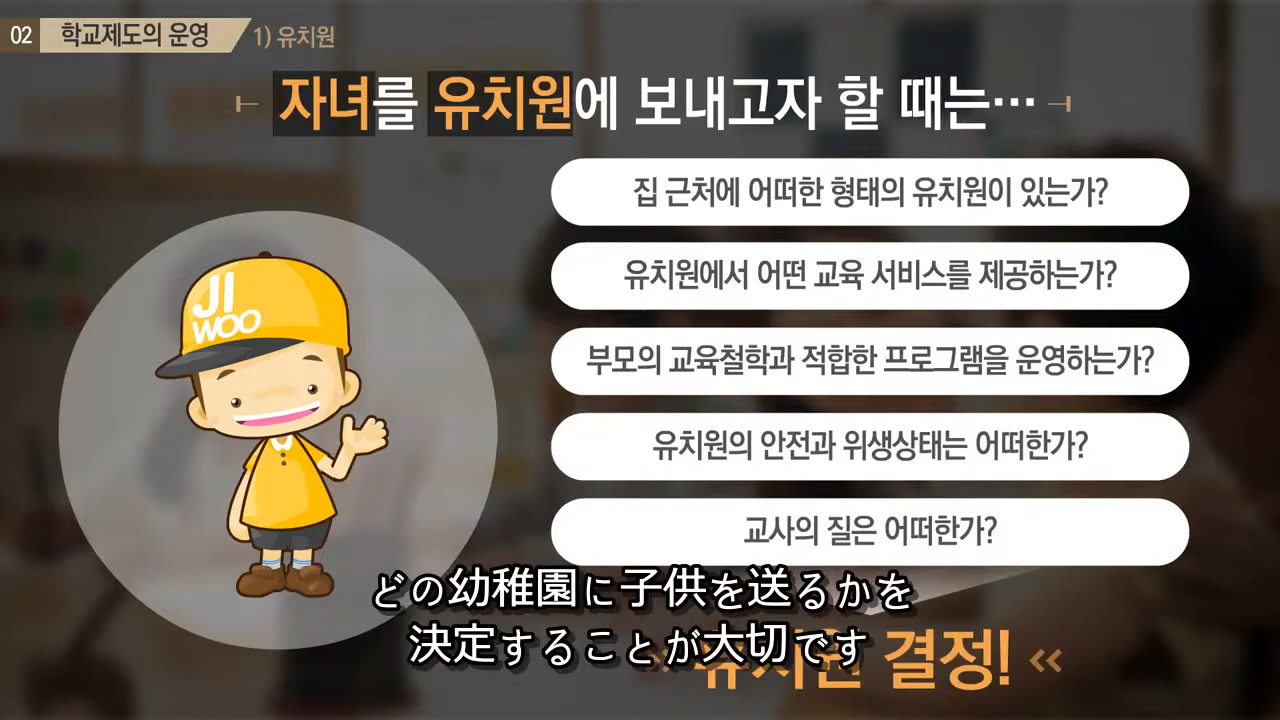 02 학교제도의 운영 1) 유치원
자녀를 유치원에 보내고자 할 때는…
집 근처에 어떠한 형태의 유치원이 있는가?
유치원에서 어떤 교육 서비스를 제공하는가?
부모의 교육철학과 적합한 프로그램을 운영하는가?
유치원의 안전과 위생상태는 어떠한가?
교사의 질은 어떠한가?
JI
WOO
どの幼稚園に子供を送るかを
決定することが大切です
유치원 결정!